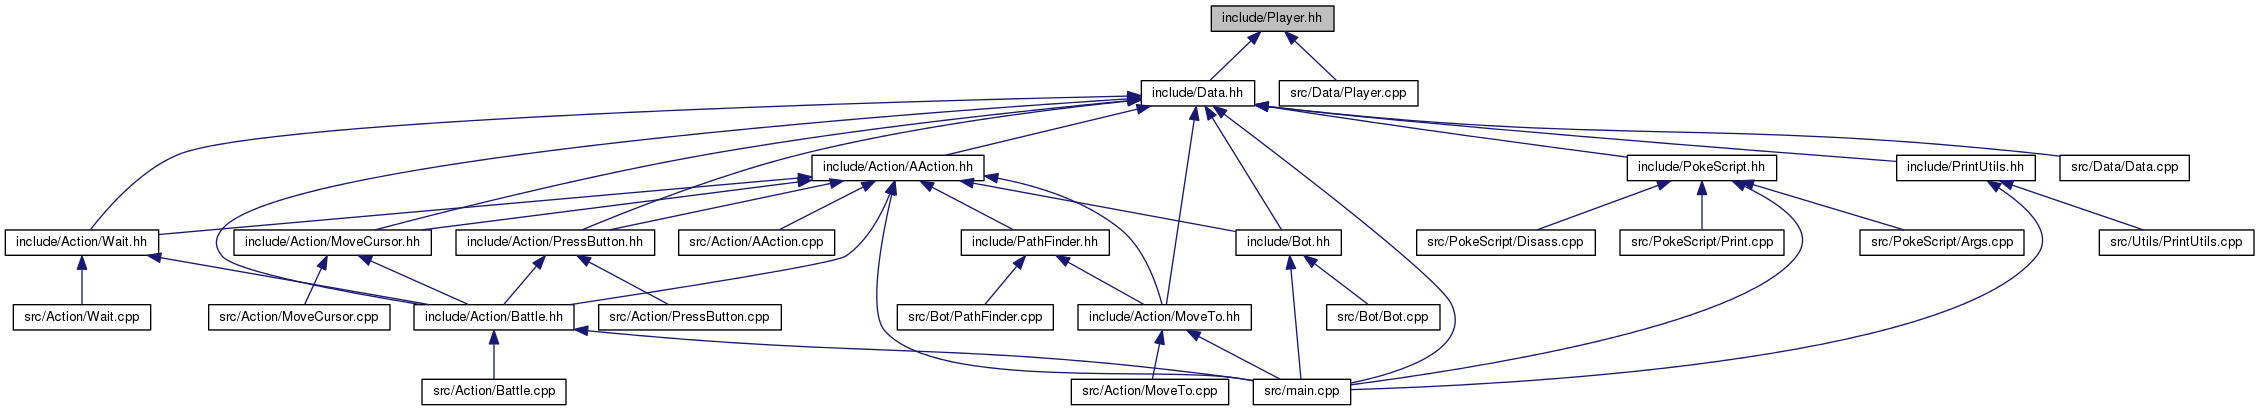 include/Player.hh
include/Data.hh
src/Data/Player.cpp
include/Action/AAction.hh
include/PokeScript.hh
include/PrintUtils.hh
src/Data/Data.cpp
include/Action/Wait.hh
include/Action/MoveCursor.hh
include/Action/PressButton.hh
src/Action/AAction.cpp
include/PathFinder.hh
include/Bot.hh
src/PokeScript/Disass.cpp
src/PokeScript/Print.cpp
src/PokeScript/Args.cpp
src/Utils/PrintUtils.cpp
src/Action/Wait.cpp
src/Action/MoveCursor.cpp
include/Action/Battle.hh
src/Action/PressButton.cpp
src/Bot/PathFinder.cpp
include/Action/MoveTo.hh
src/Bot/Bot.cpp
src/Action/Battle.cpp
src/Action/MoveTo.cpp
src/main.cpp